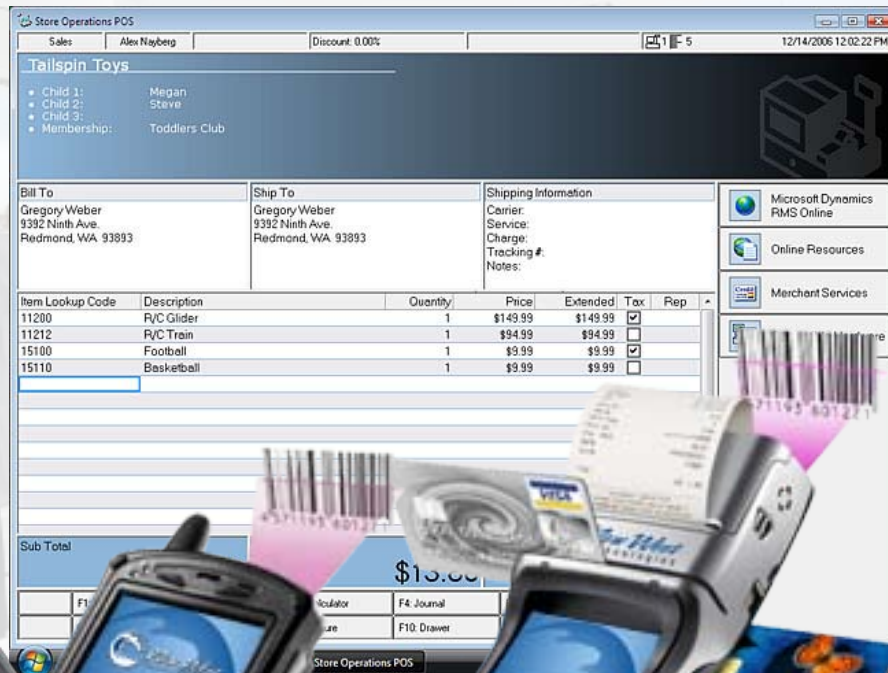 Store Operations POS
Sales Alex Nayberg Discount: 0.00% 1 5 12/14/2006 12:02:22 PM
Tailspin Toys
• Child 1: Megan
• Child 2: Steve
• Child 3:
• Membership: Toddlers Club
Bill To
Gregory Weber
9392 Ninth Ave.
Redmond, WA 93893
Ship To
Gregory Weber
9392 Ninth Ave.
Redmond, WA 93893
Shipping Information
Carrier:
Service:
Charge:
Tracking #:
Notes:
Microsoft Dynamics
RMS Online
Online Resources
Merchant Services
Item Lookup Code Description Quantity Price Extended Tax Rep
11200 R/C Glider 1 $149.99 $149.99
11212 R/C Train 1 $94.99 $94.99
15100 Football 1 $9.99 $9.99
15110 Basketball 1 $9.99 $9.99
VISA
Sub Total
F4: Journal
F10: Drawer
Store Operations POS